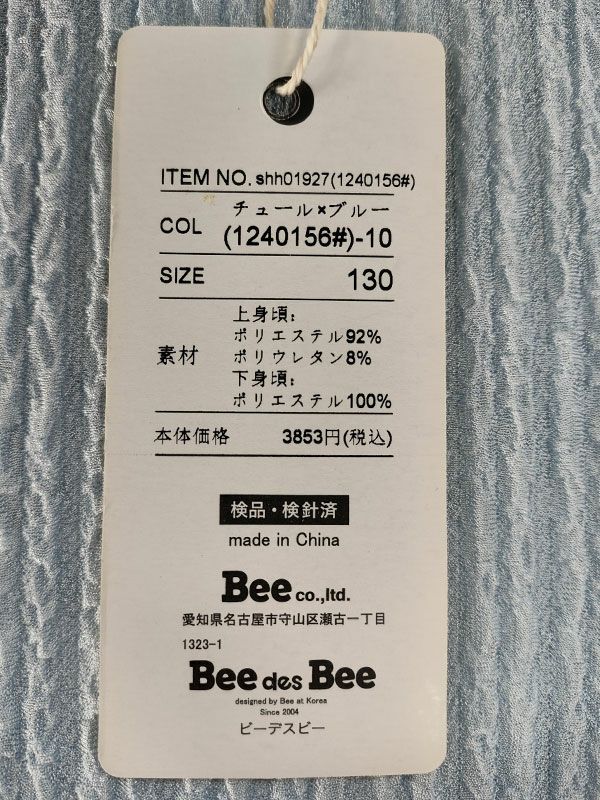 ITEM NO. shh01927(1240156#)
COL チュール×ブルー
(1240156#)-10
SIZE 130
上身頃:
ポリエステル92%
素材 ポリウレタン8%
下身頃:
ポリエステル100%
本体価格 3853円(税込)
検品・検針済
made in China
Bee co.,ltd.
愛知県名古屋市守山区瀬古一丁目
1323-1
Bee des Bee
designed by Bee at Korea
Since 2004
ビーデスビー